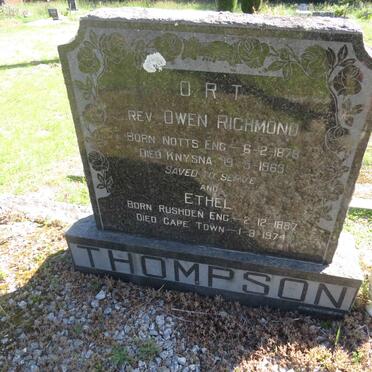 O R T
REV. OWEN RICHMOND
BORN NOTTS ENG - 6-2-1878
DIED KNYSNA 19-5-1969
SAVED TO SERVE
AND
ETHEL
BORN RUSHDEN ENG - 2-12-1887
DIED CAPE TOWN - 1-9-1974
THOMPSON